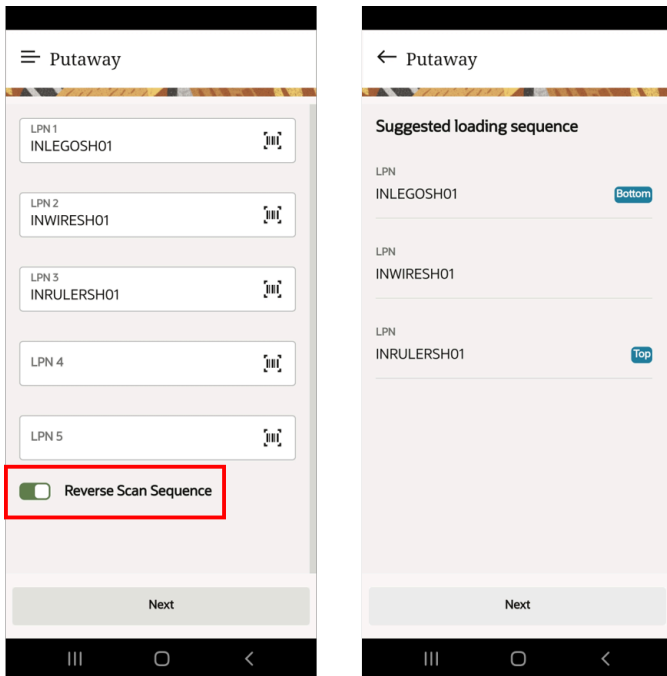 Putaway
LPN 1
INLEGOSH01
LPN 2
INWIRESH01
LPN 3
INRULERSH01
LPN 4
LPN 5
Reverse Scan Sequence
Next
Putaway
Suggested loading sequence
LPN
INLEGOSH01
Bottom
LPN
INWIRESH01
LPN
INRULERSH01
Top
Next